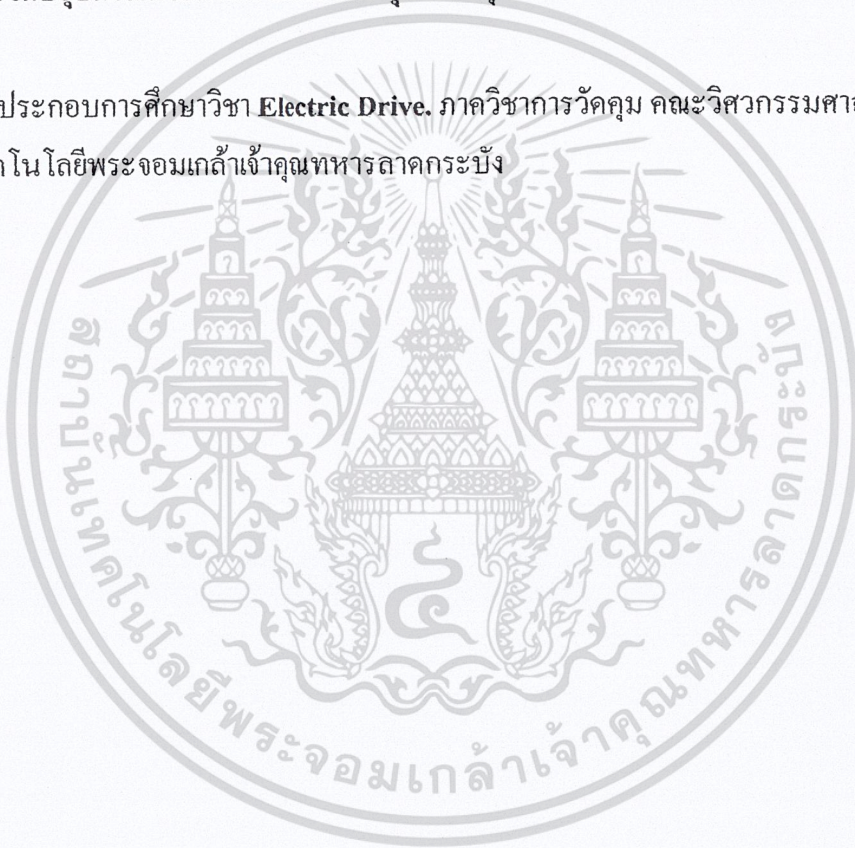 ประกอบการศึกษาวิชา Electric Drive. ภาควิชาการวัดคุม คณะวิศวกรรมศา
โนโลยีพระจอมเกล้าเจ้าคุณทหารลาดกระบัง
สถาบันเทคโนโลยีพระจอมเกล้าเจ้าคุณทหารลาดกระบัง